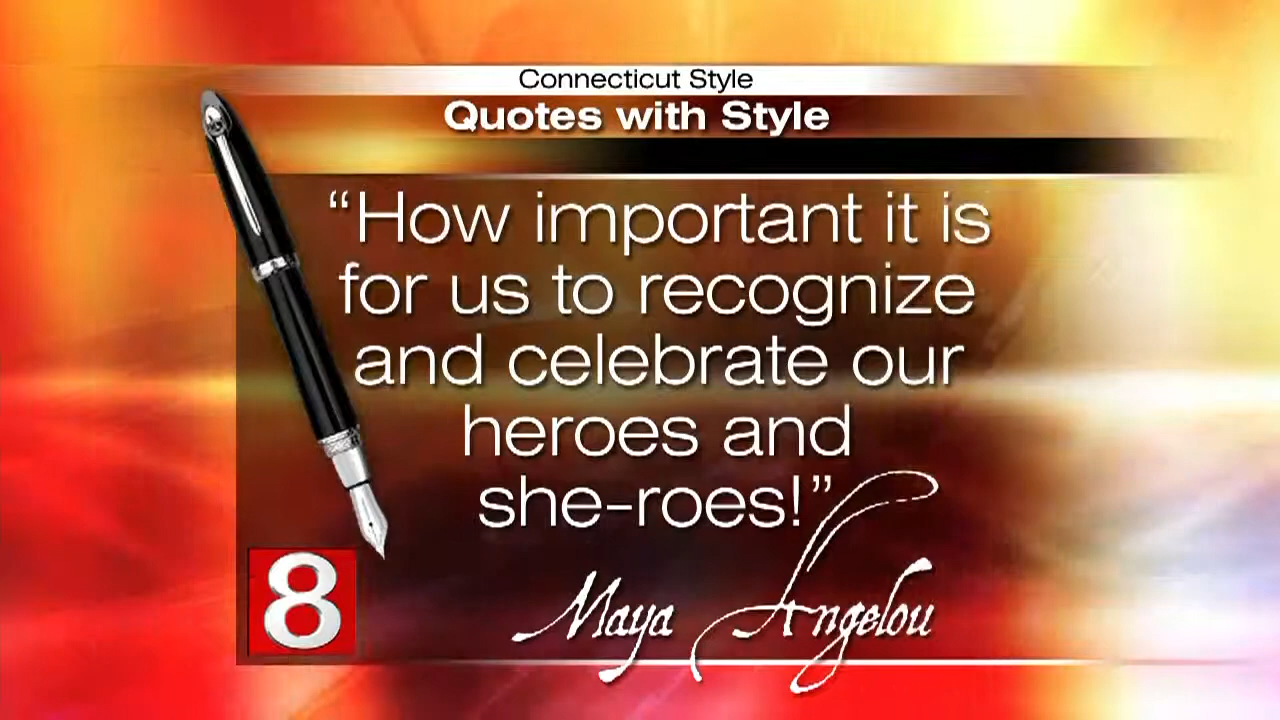 Connecticut Style
Quotes with Style
“How important it is
for us to recognize
and celebrate our
heroes and
she-roes!”
Maya Angelou
8